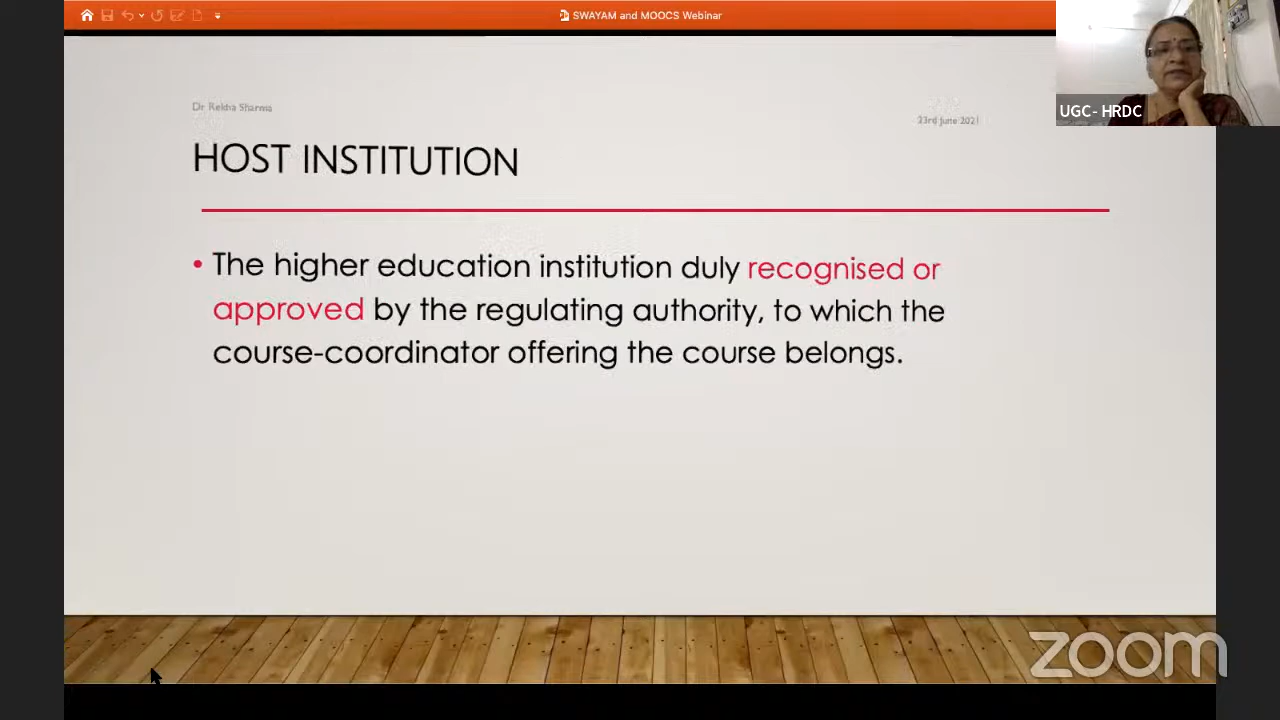 SWAYAM and MOOCS Webinar
UGC- HRDC
Dr Rekha Sharma
23rd June 2021
HOST INSTITUTION
• The higher education institution duly recognised or
approved by the regulating authority, to which the
course-coordinator offering the course belongs.
zoom